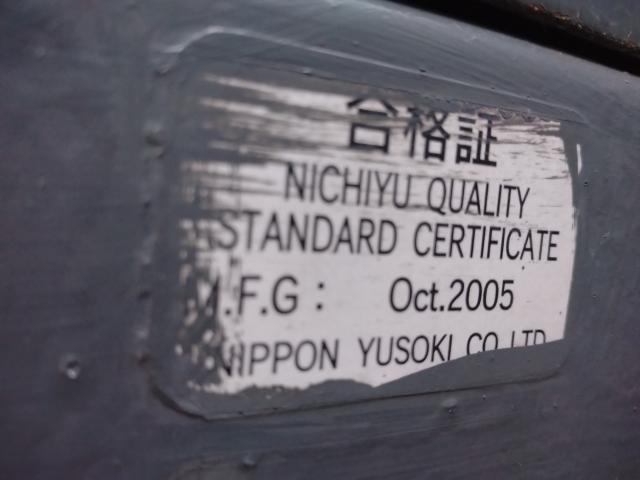 合格証
NICHIYU QUALITY
STANDARD CERTIFICATE
M.F.G : Oct.2005
NIPPON YUSOKI CO.LTD.